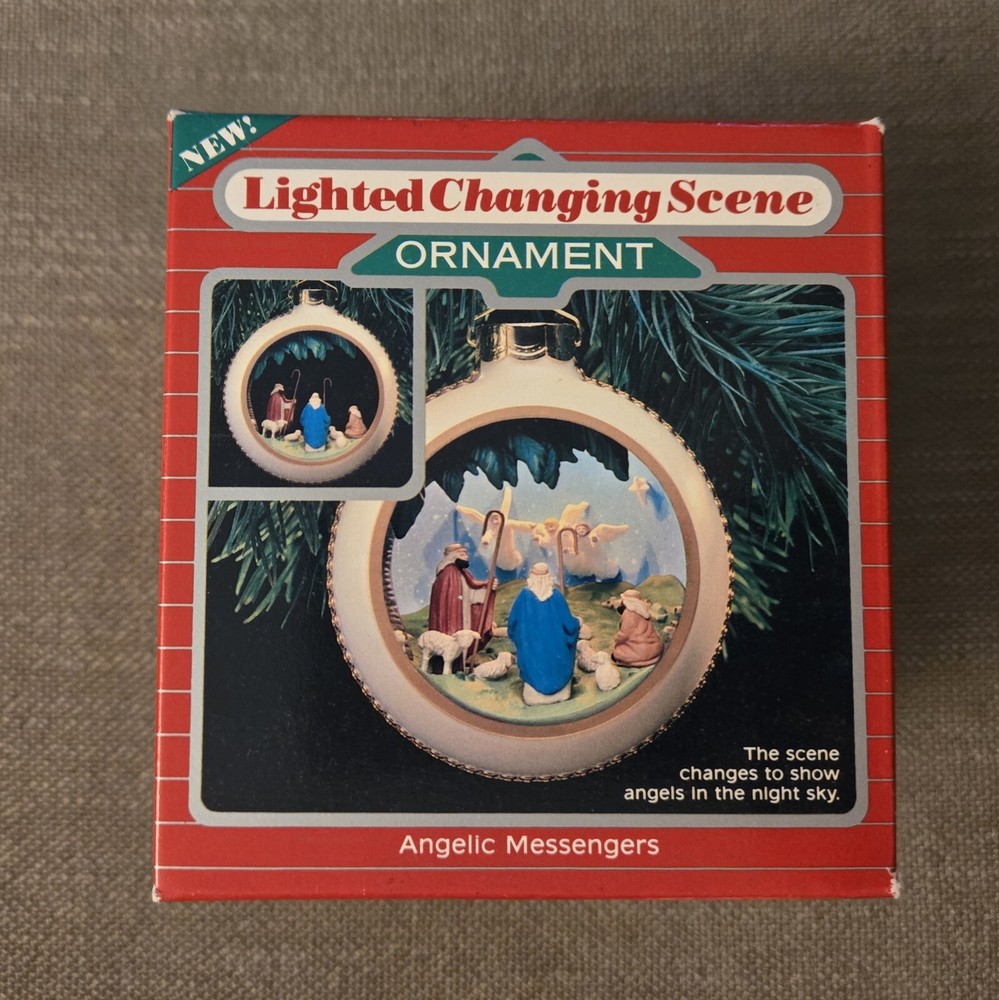 NEW!
Lighted Changing Scene
ORNAMENT
The scene
changes to show
angels in the night sky.
Angelic Messengers